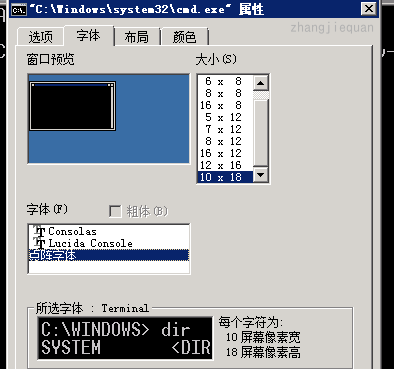 "C:\Windows\system32\cmd.exe" 属性
zhangjiequan
选项 字体 布局 颜色
窗口预览 大小(S)
6 x 8
8 x 8
16 x 8
5 x 12
7 x 12
8 x 12
16 x 12
12 x 16
10 x 18
字体(F) 粗体(B)
Consolas
Lucida Console
点阵字体
所选字体 : Terminal
每个字符为:
C:\WINDOWS> dir
10 屏幕像素宽
SYSTEM <DIR
18 屏幕像素高